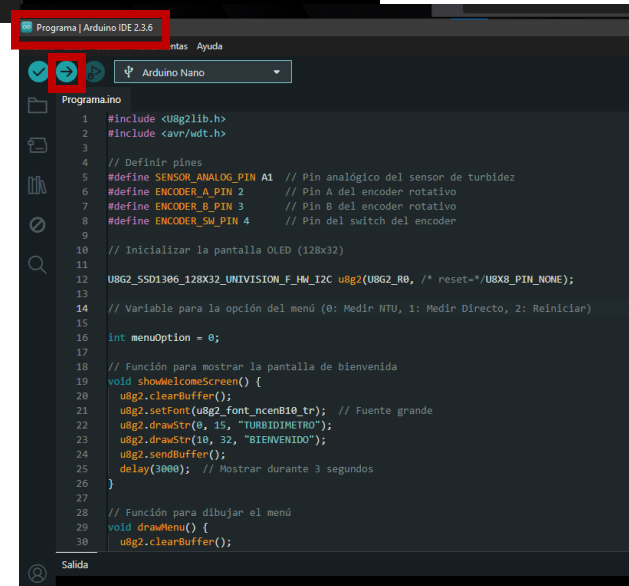 Programa | Arduino IDE 2.3.6
entas Ayuda
Arduino Nano
Programa.ino
1 #include <U8g2lib.h>
2 #include <avr/wdt.h>
3
4 // Definir pines
5 #define SENSOR_ANALOG_PIN A1 // Pin analógico del sensor de turbidez
6 #define ENCODER_A_PIN 2 // Pin A del encoder rotativo
7 #define ENCODER_B_PIN 3 // Pin B del encoder rotativo
8 #define ENCODER_SW_PIN 4 // Pin del switch del encoder
9
10 // Inicializar la pantalla OLED (128x32)
11
12 U8G2_SSD1306_128X32_UNIVISION_F_HW_I2C u8g2(U8G2_R0, /* reset=*/U8X8_PIN_NONE);
13
14 // Variable para la opción del menú (0: Medir NTU, 1: Medir Directo, 2: Reiniciar)
15
16 int menuOption = 0;
17
18 // Función para mostrar la pantalla de bienvenida
19 void showWelcomeScreen() {
20 u8g2.clearBuffer();
21 u8g2.setFont(u8g2_font_ncenB10_tr); // Fuente grande
22 u8g2.drawStr(0, 15, "TURBIDIMETRO");
23 u8g2.drawStr(10, 32, "BIENVENIDO");
24 u8g2.sendBuffer();
25 delay(3000); // Mostrar durante 3 segundos
26 }
27
28 // Función para dibujar el menú
29 void drawMenu() {
30 u8g2.clearBuffer();
Salida